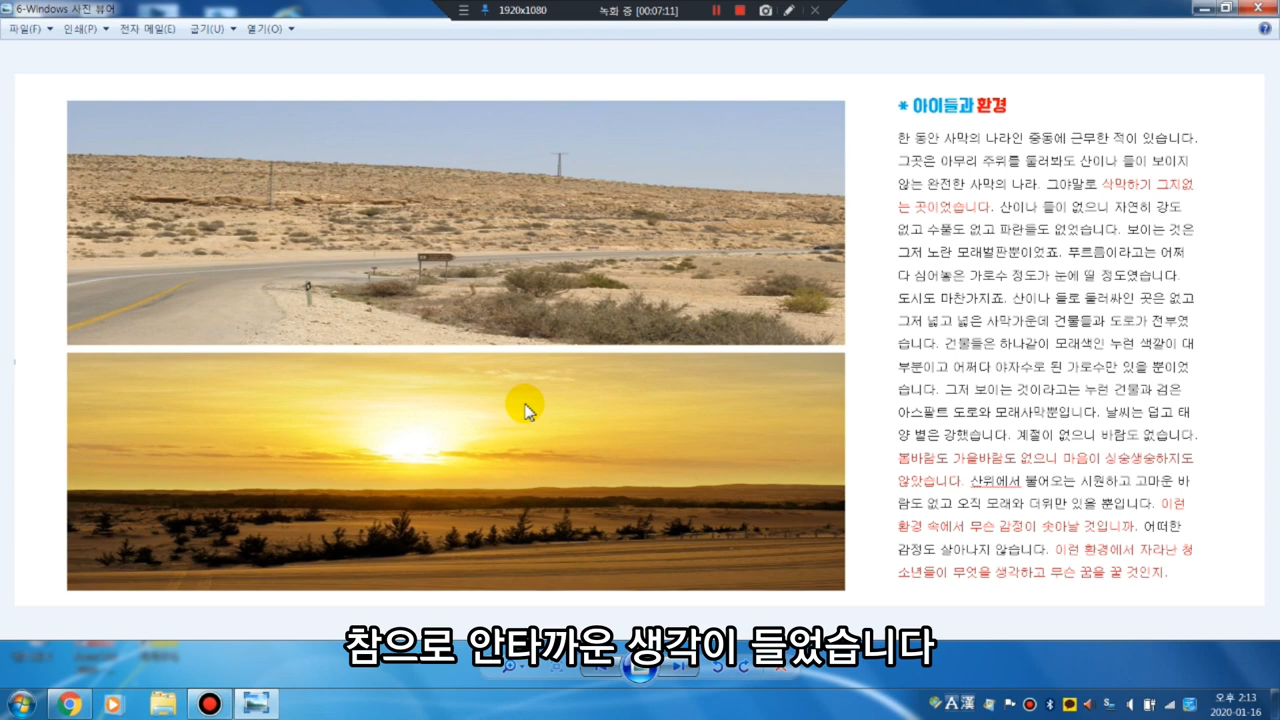 6-Windows 사진 뷰어
1920x1080
녹화 중 [00:07:11]
파일(F) 인쇄(P) 전자 메일(E) 굽기(U) 열기(O)
* 아이들과 환경
한 동안 사막의 나라인 중동에 근무한 적이 있습니다.
그곳은 아무리 주위를 둘러봐도 산이나 들이 보이지
않는 완전한 사막의 나라. 그야말로 삭막하기 그지없
는 곳이었습니다. 산이나 들이 없으니 자연히 강도
없고 수풀도 없고 파란들도 없었습니다. 보이는 것은
그저 노란 모래벌판뿐이었죠. 푸르름이라고는 어쩌
다 심어놓은 가로수 정도가 눈에 띌 정도였습니다.
도시도 마찬가지죠. 산이나 들로 둘러싸인 곳은 없고
그저 넓고 넓은 사막가운데 건물들과 도로가 전부였
습니다. 건물들은 하나같이 모래색인 누런 색깔이 대
부분이고 어쩌다 야자수로 된 가로수만 있을 뿐이었
습니다. 그저 보이는 것이라고는 누런 건물과 검은
아스팔트 도로와 모래사막뿐입니다. 날씨는 덥고 태
양 볕은 강했습니다. 계절이 없으니 바람도 없습니다.
봄바람도 가을바람도 없으니 마음이 싱숭생숭하지도
않았습니다. 산위에서 불어오는 시원하고 고마운 바
람도 없고 오직 모래와 더위만 있을 뿐입니다. 이런
환경 속에서 무슨 감정이 솟아날 것입니까. 어떠한
감정도 살아나지 않습니다. 이런 환경에서 자라난 청
소년들이 무엇을 생각하고 무슨 꿈을 꿀 것인지.
참으로 안타까운 생각이 들었습니다
A 漢
오후 2:13
2020-01-16